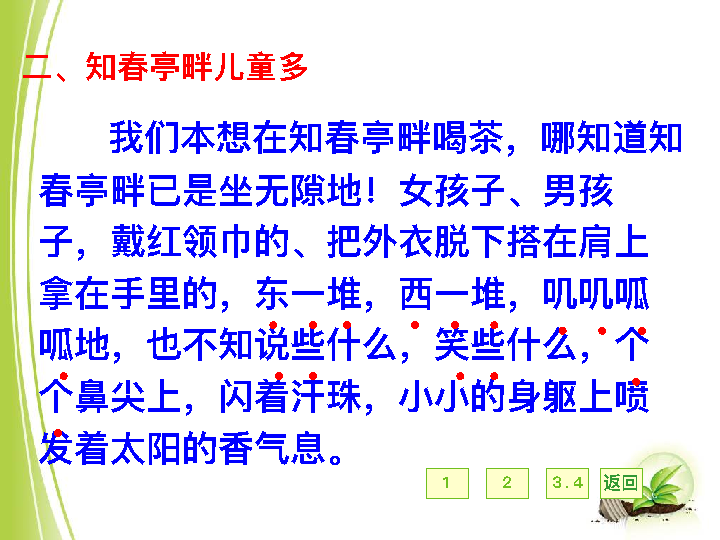 二、知春亭畔儿童多
我们本想在知春亭畔喝茶，哪知道知
春亭畔已是坐无隙地！女孩子、男孩
子，戴红领巾的、把外衣脱下搭在肩上
拿在手里的，东一堆，西一堆，叽叽呱
呱地，也不知说些什么，笑些什么，个
个鼻尖上，闪着汗珠，小小的身躯上喷
发着太阳的香气息。
1 2 3.4 返回